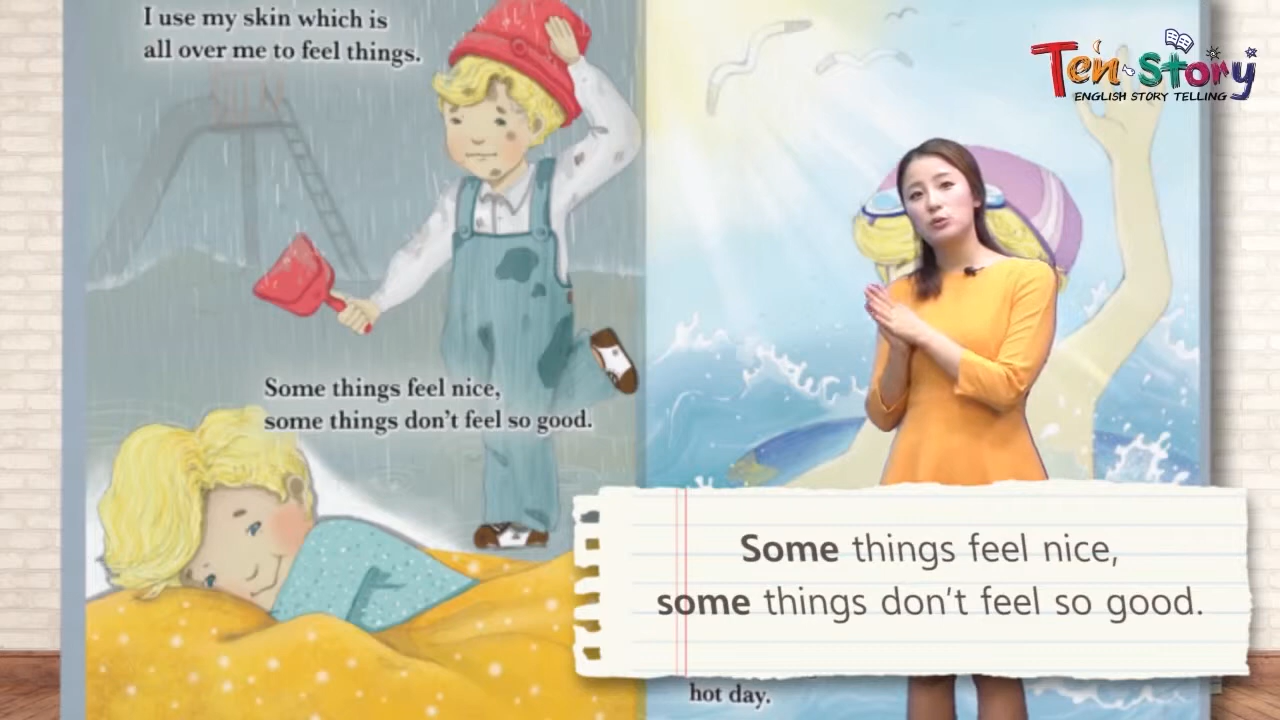 I use my skin which is
all over me to feel things.
Ten Story
ENGLISH STORY TELLING
Some things feel nice,
some things don't feel so good.
Some things feel nice,
some things don't feel so good.
hot day.